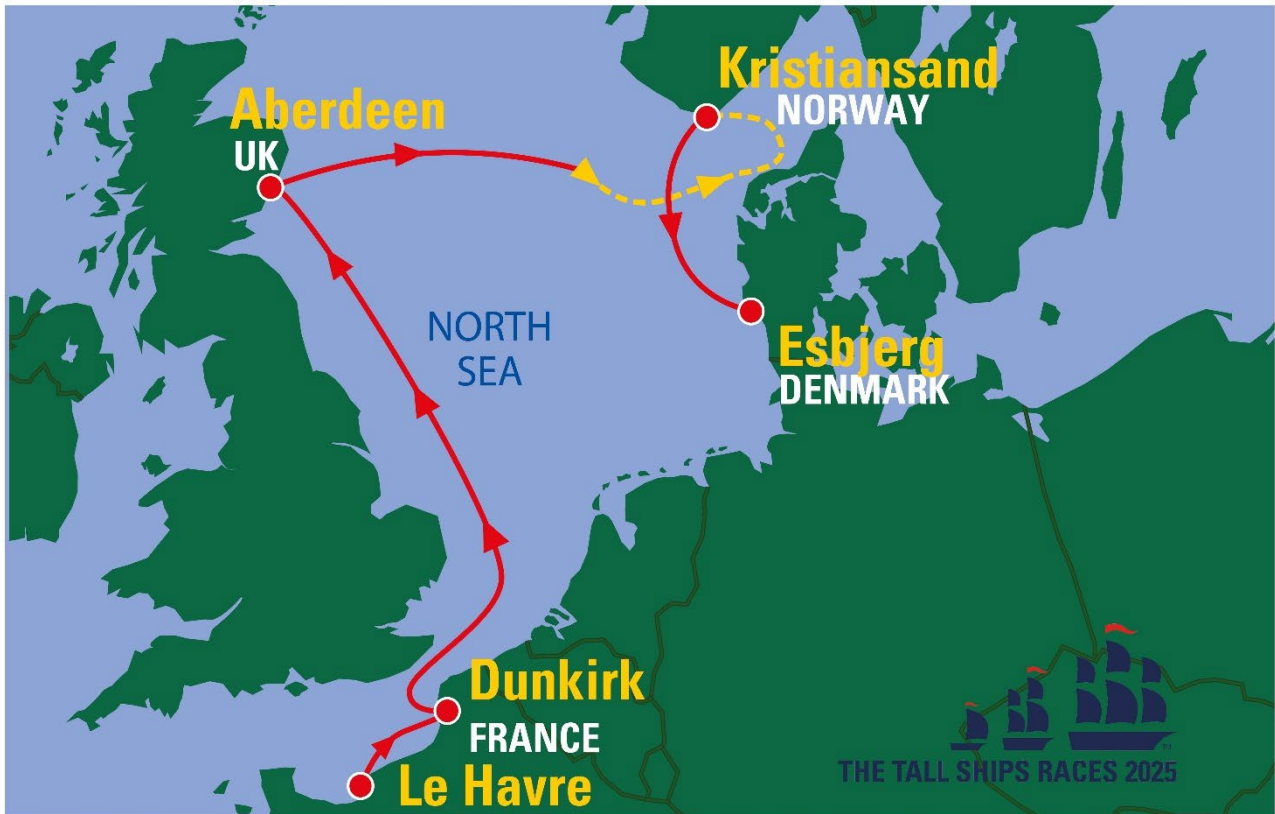 Kristiansand
NORWAY
Aberdeen
UK
NORTH
SEA
Esbjerg
DENMARK
Dunkirk
FRANCE
Le Havre
THE TALL SHIPS RACES 2025